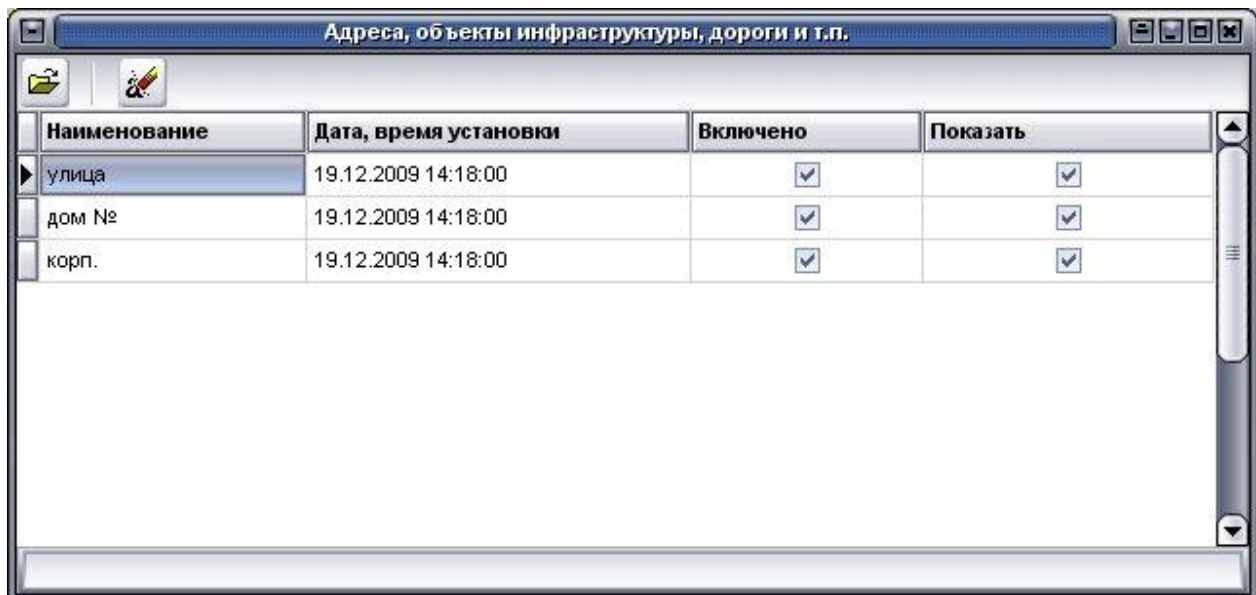 Адреса, объекты инфраструктуры, дороги и т.п.
Наименование Дата, время установки Включено Показать
улица 19.12.2009 14:18:00
дом № 19.12.2009 14:18:00
корп. 19.12.2009 14:18:00